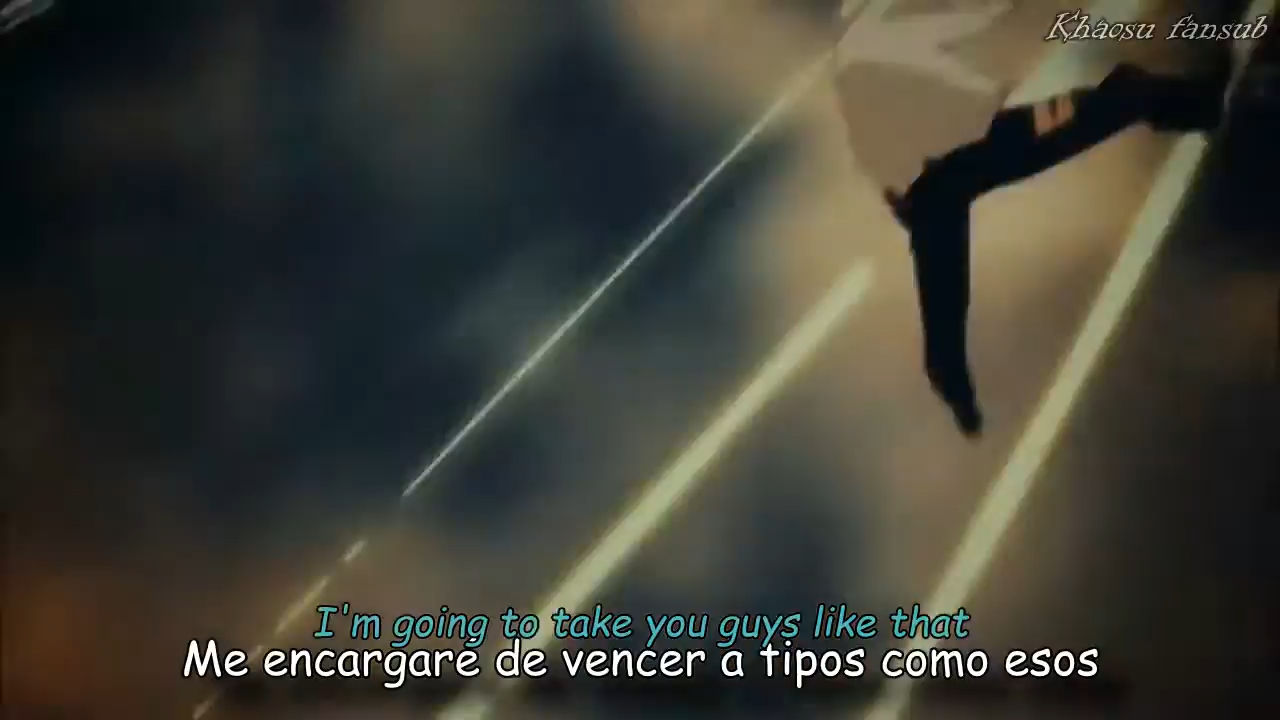 Khaosu fansub
I'm going to take you guys like that
Me encargaré de vencer a tipos como esos